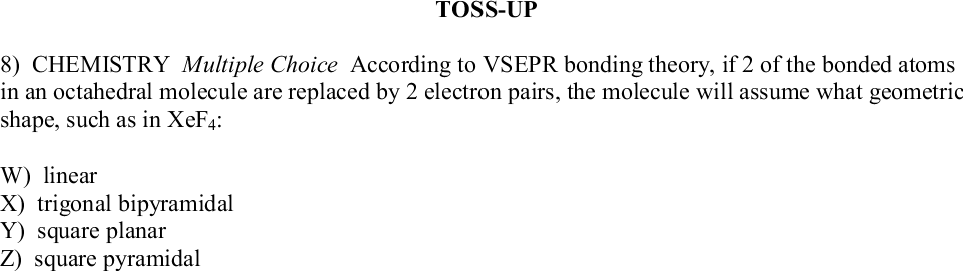 TOSS-UP
8) CHEMISTRY Multiple Choice According to VSEPR bonding theory, if 2 of the bonded atoms
in an octahedral molecule are replaced by 2 electron pairs, the molecule will assume what geometric
shape, such as in XeF₄:
W) linear
X) trigonal bipyramidal
Y) square planar
Z) square pyramidal